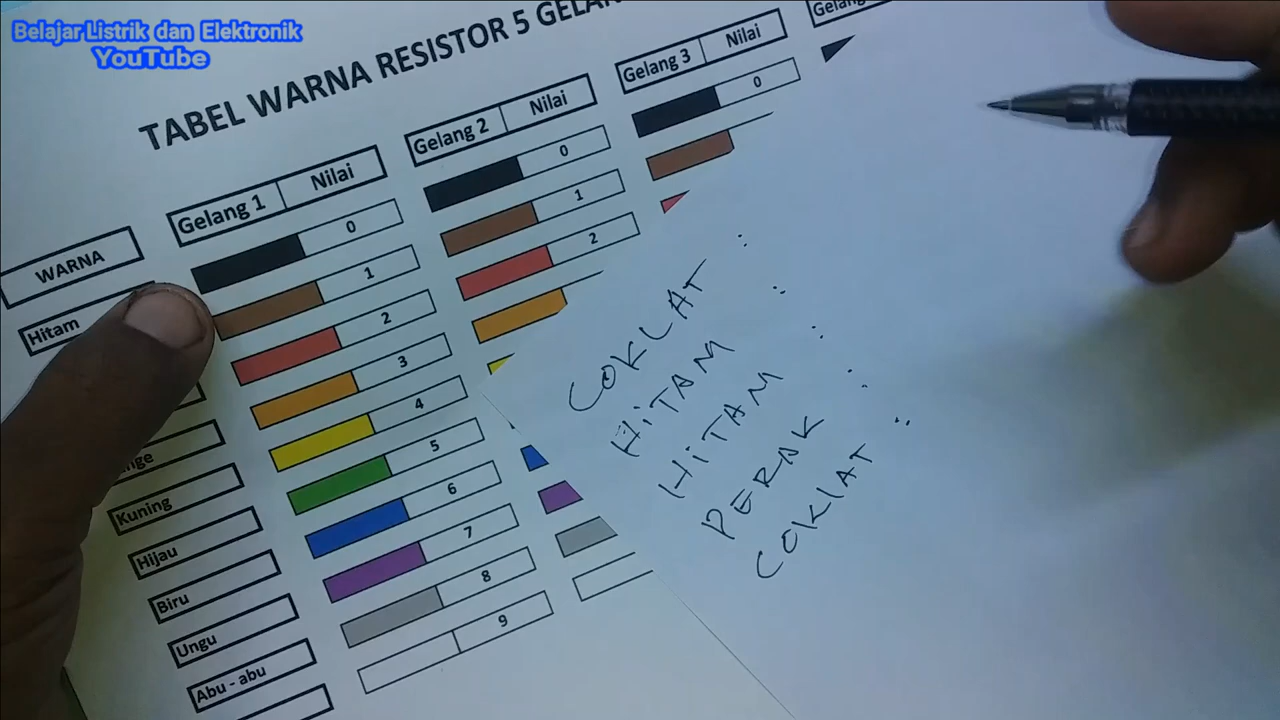 Belajar Listrik dan Elektronik
YouTube
TABEL WARNA RESISTOR 5
WARNA
Gelang 1 Nilai
Gelang 2 Nilai
Gelang 3 Nilai
Hitam
Kuning
Hijau
Biru
Ungu
Abu - abu
0
1
2
3
4
5
6
7
8
9
0
1
2
0
COKLAT :
HiTAM :
HiTAM :
PERAK :
COKLAT :